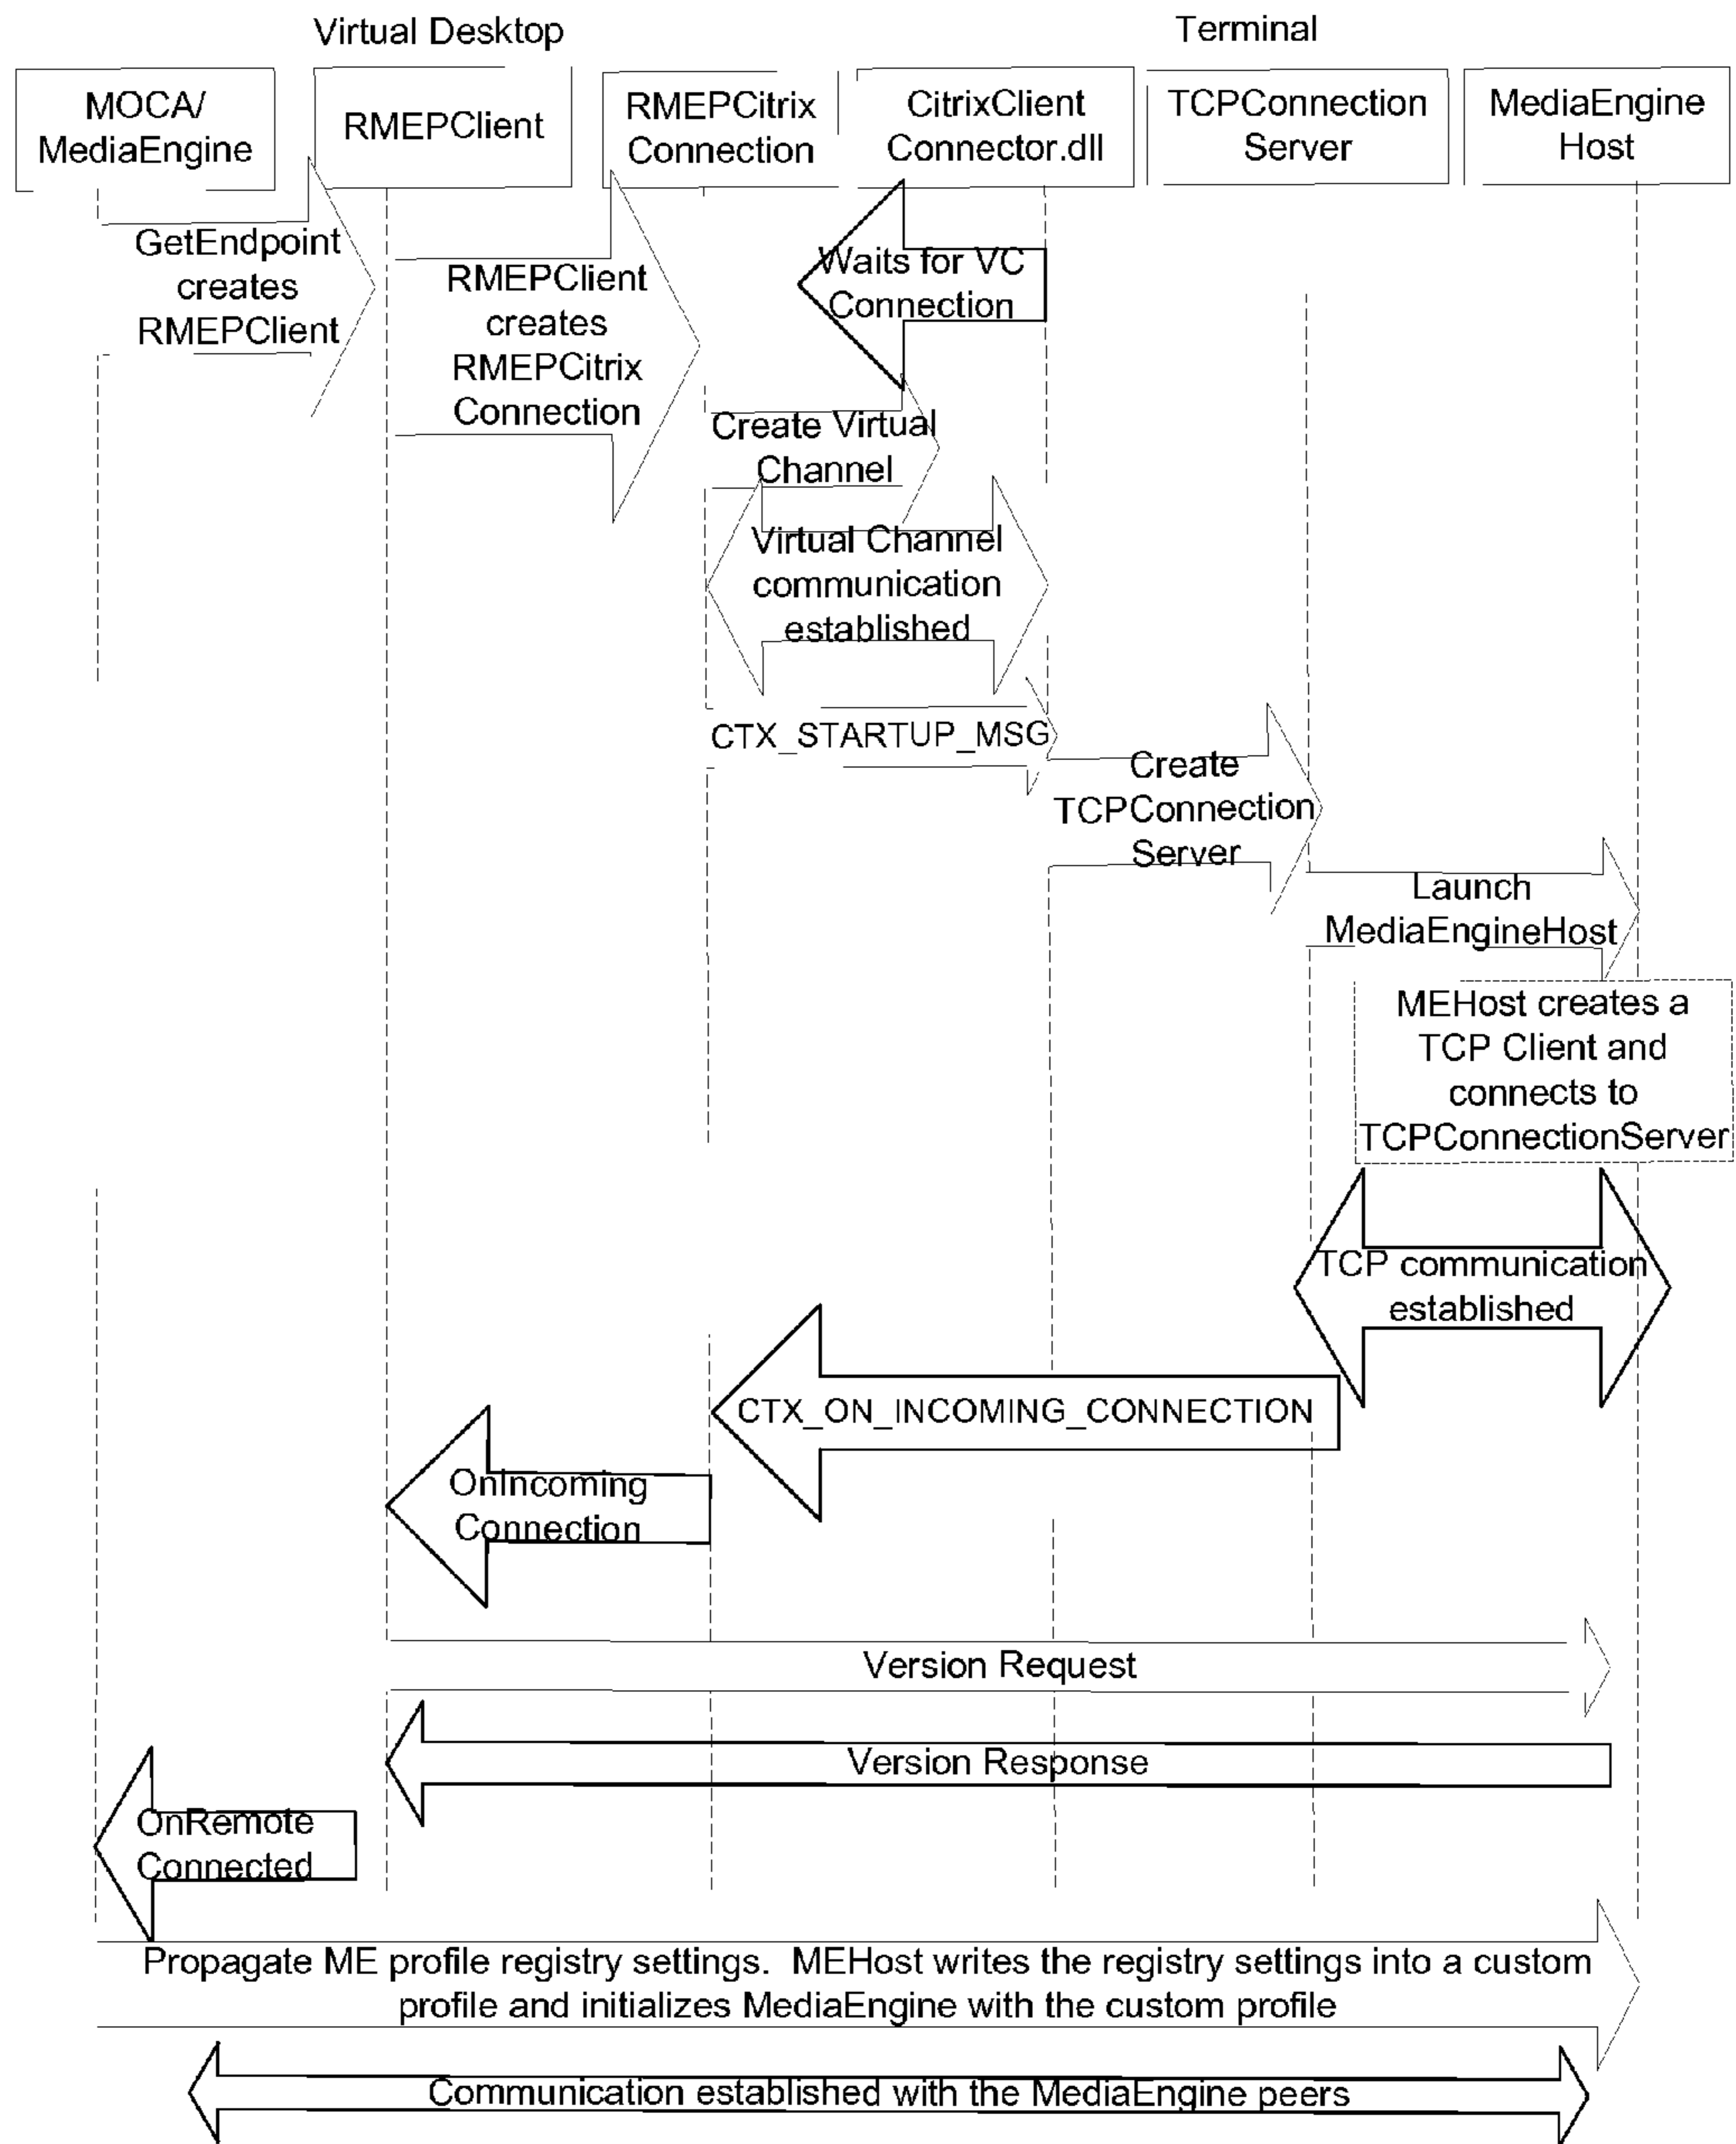 Virtual Desktop
Terminal
MOCA/
MediaEngine
RMEPClient
RMEPCitrix
Connection
CitrixClient
Connector.dll
TCPConnection
Server
MediaEngine
Host
GetEndpoint
creates
RMEPClient
RMEPClient
creates
RMEPCitrix
Connection
Waits for VC
Connection
Create Virtual
Channel
Virtual Channel
communication
established
CTX_STARTUP_MSG
Create
TCPConnection
Server
Launch
MediaEngineHost
MEHost creates a
TCP Client and
connects to
TCPConnectionServer
TCP communication
established
CTX_ON_INCOMING_CONNECTION
OnIncoming
Connection
Version Request
Version Response
OnRemote
Connected
Propagate ME profile registry settings.  MEHost writes the registry settings into a custom
profile and initializes MediaEngine with the custom profile
Communication established with the MediaEngine peers